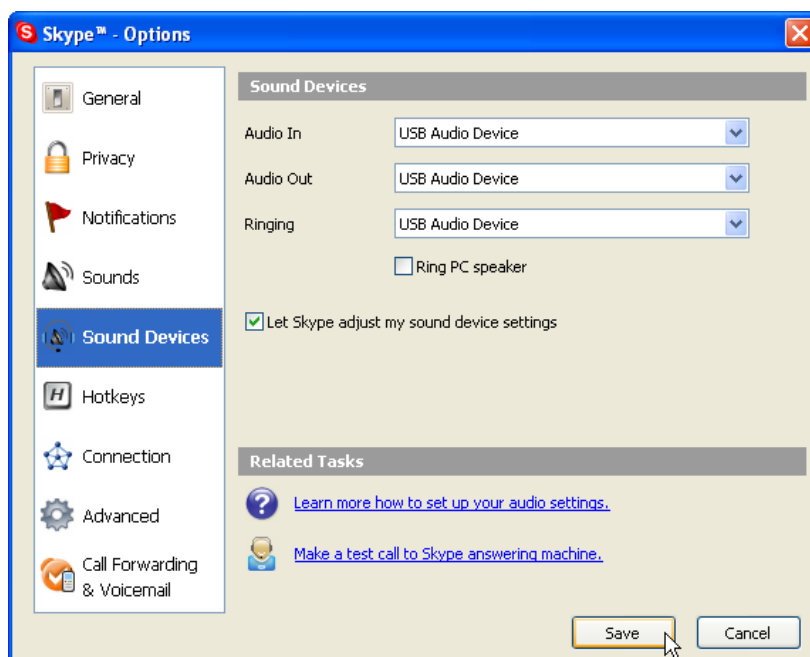 Skype™ - Options
General
Privacy
Notifications
Sounds
Sound Devices
Hotkeys
Connection
Advanced
Call Forwarding
& Voicemail
Sound Devices
Audio In
USB Audio Device
Audio Out
USB Audio Device
Ringing
USB Audio Device
Ring PC speaker
Let Skype adjust my sound device settings
Related Tasks
Learn more how to set up your audio settings.
Make a test call to Skype answering machine.
Save
Cancel